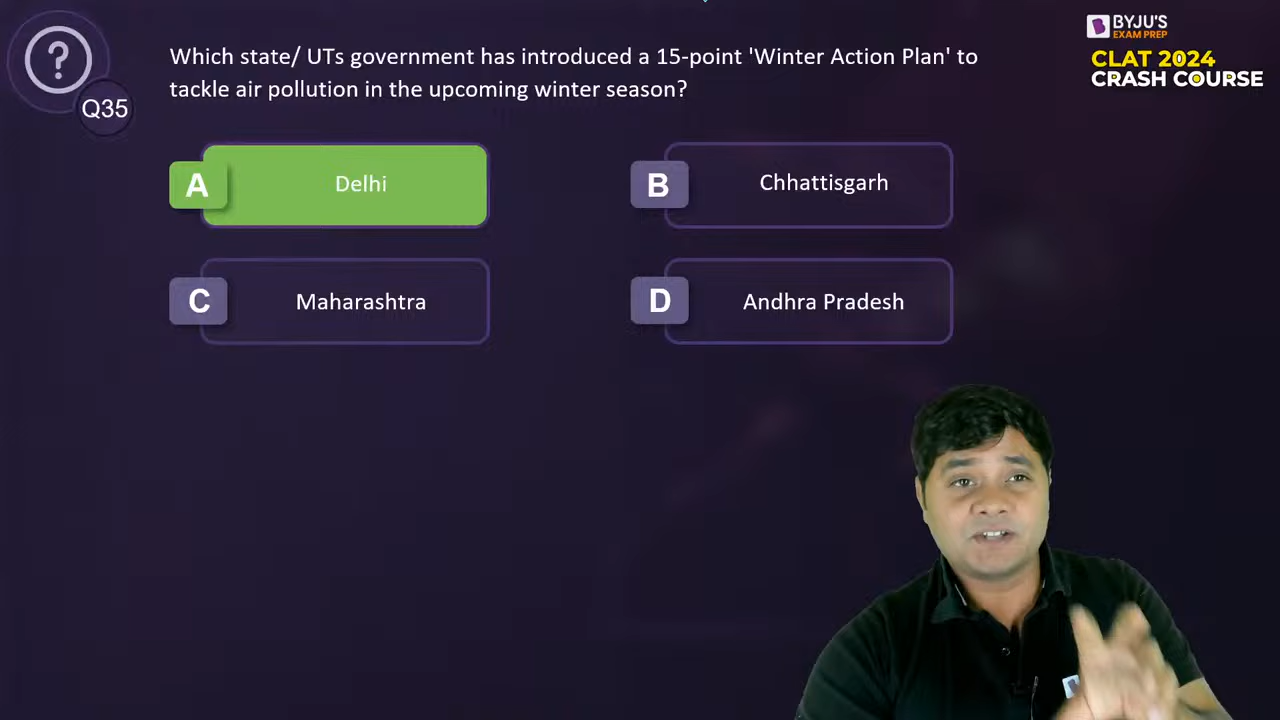 ?
Q35
Which state/ UTs government has introduced a 15-point 'Winter Action Plan' to
tackle air pollution in the upcoming winter season?
BYJU'S
EXAM PREP
CLAT 2024
CRASH COURSE
A Delhi
B Chhattisgarh
C Maharashtra
D Andhra Pradesh